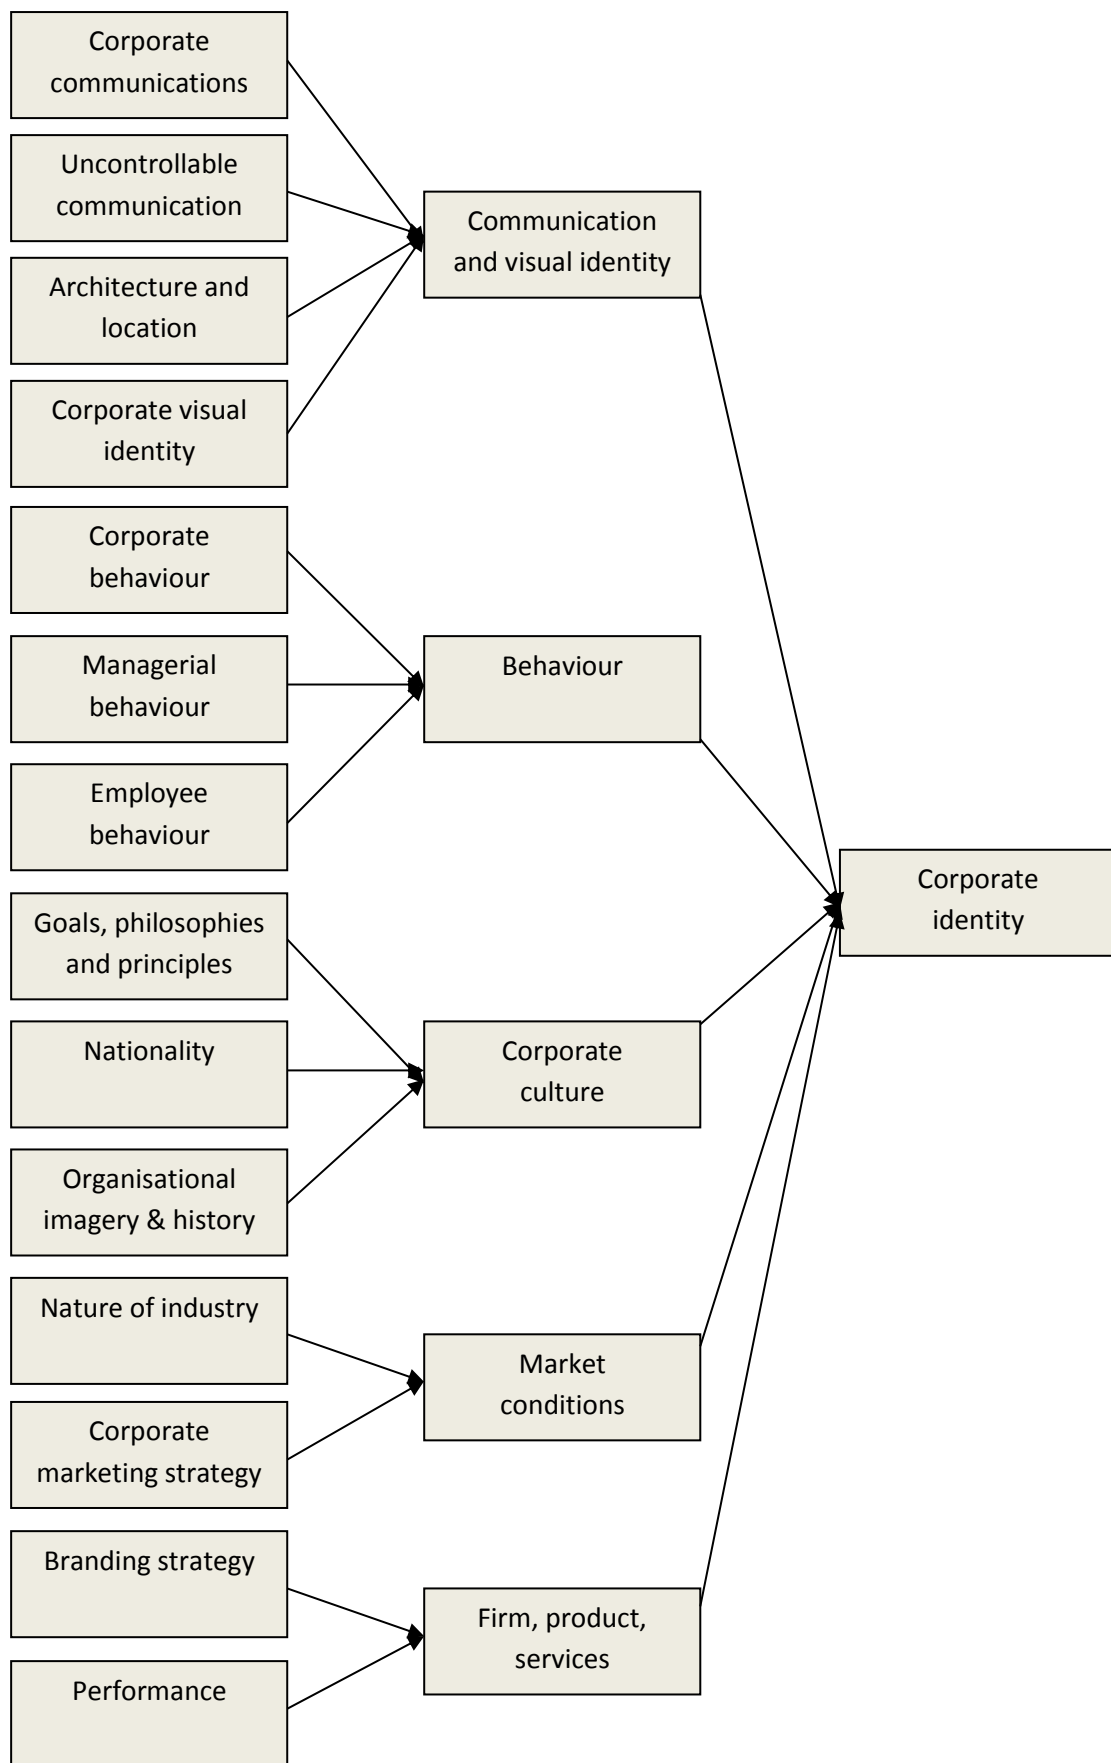 Corporate
communications
Uncontrollable
communication
Architecture and
location
Corporate visual
identity
Corporate
behaviour
Managerial
behaviour
Employee
behaviour
Goals, philosophies
and principles
Nationality
Organisational
imagery & history
Nature of industry
Corporate
marketing strategy
Branding strategy
Performance
Communication
and visual identity
Behaviour
Corporate
culture
Market
conditions
Firm, product,
services
Corporate
identity